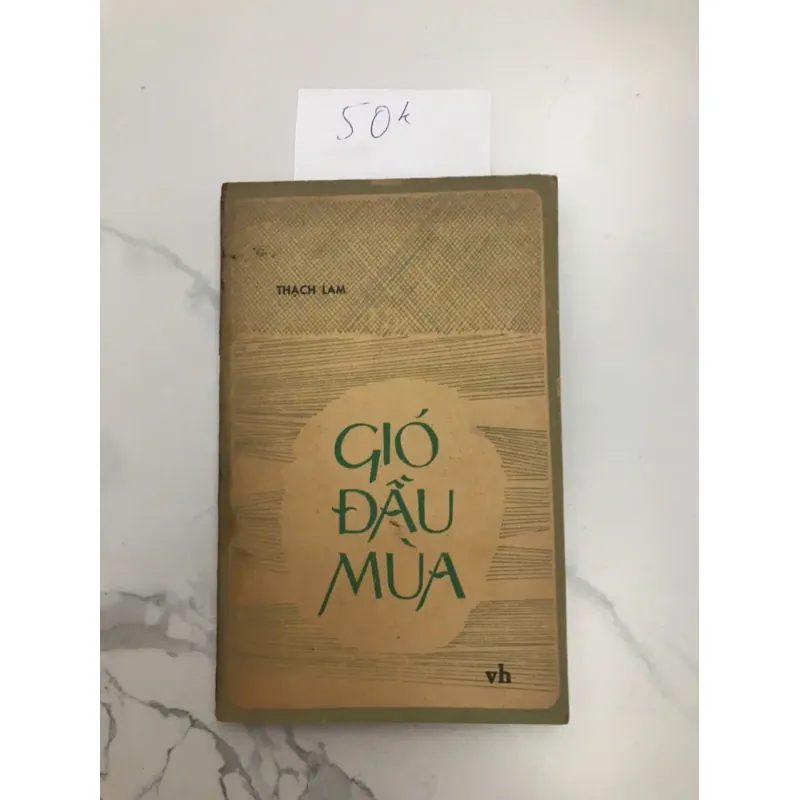 50k
THẠCH LAM
GIÓ
ĐẦU
MÙA
vh